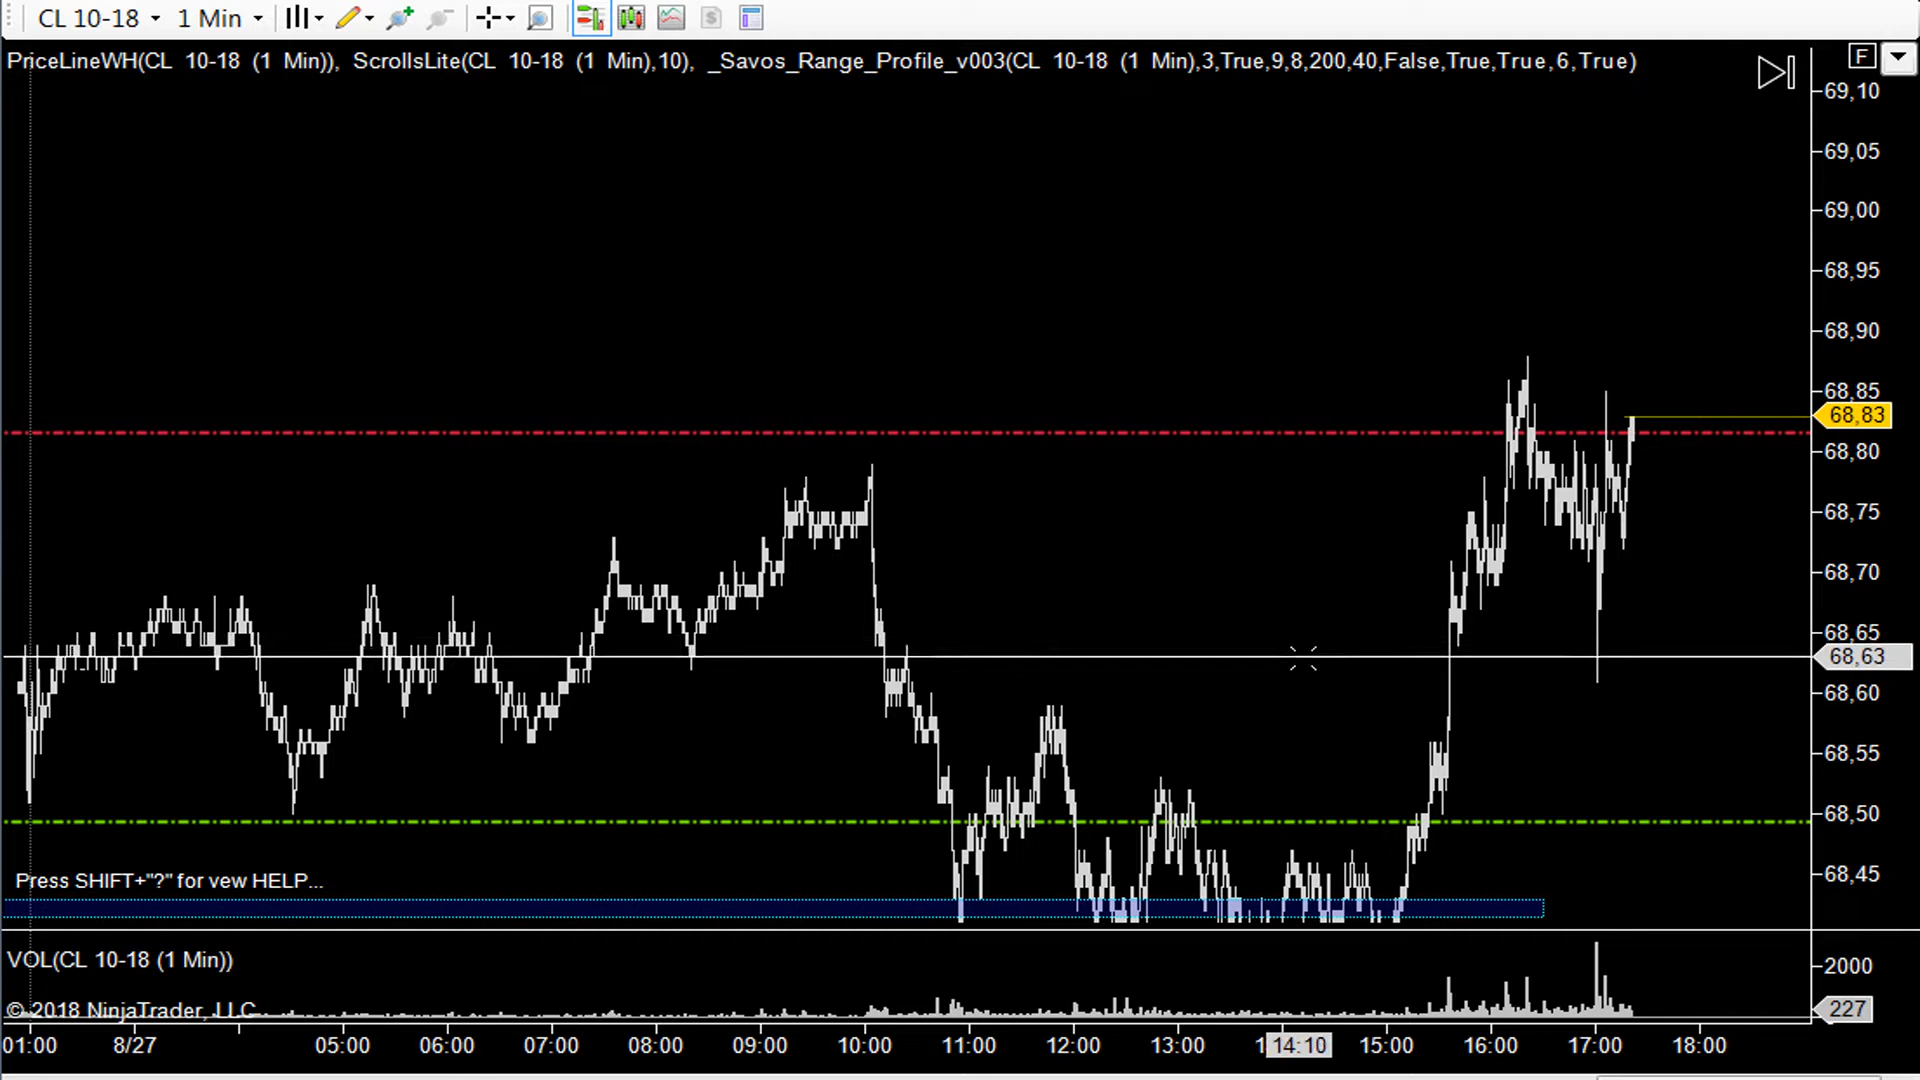 CL 10-18 1 Min
PriceLineWH(CL 10-18 (1 Min)), ScrollsLite(CL 10-18 (1 Min),10), _Savos_Range_Profile_v003(CL 10-18 (1 Min),3,True,9,8,200,40,False,True,True,6,True)
F
69,10
69,05
69,00
68,95
68,90
68,85
68,83
68,80
68,75
68,70
68,65
68,63
68,60
68,55
68,50
68,45
Press SHIFT+"?" for vew HELP...
VOL(CL 10-18 (1 Min))
2000
© 2018 NinjaTrader, LLC
227
01:00 8/27 05:00 06:00 07:00 08:00 09:00 10:00 11:00 12:00 13:00 14:10 15:00 16:00 17:00 18:00